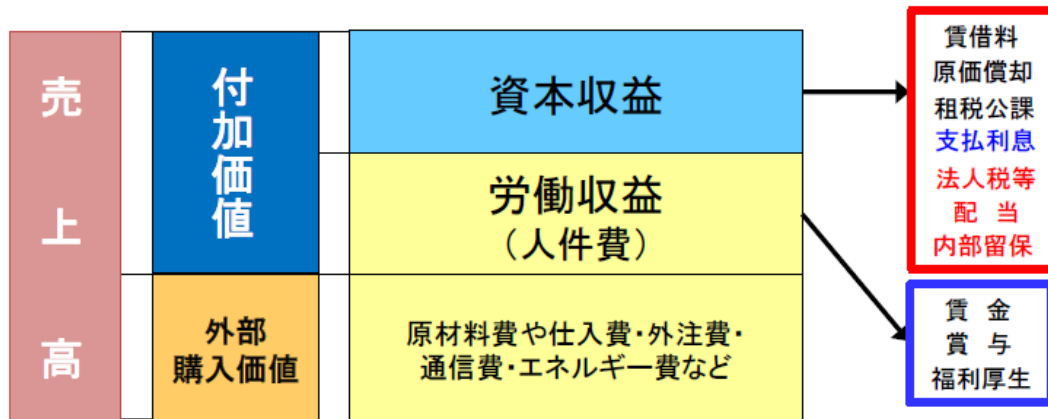 売上高
付加価値
外部
購入価値
資本収益
労働収益
（人件費）
原材料費や仕入費・外注費・
通信費・エネルギー費など
賃借料
原価償却
租税公課
支払利息
法人税等
配 当
内部留保
賃 金
賞 与
福利厚生